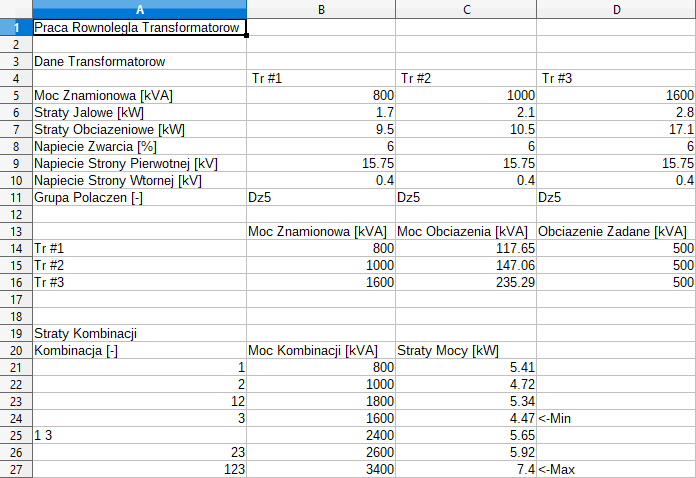 A B C D
1 Praca Rownolegla Transformatorow
2
3 Dane Transformatorow
4 Tr #1 Tr #2 Tr #3
5 Moc Znamionowa [kVA] 800 1000 1600
6 Straty Jalowe [kW] 1.7 2.1 2.8
7 Straty Obciazeniowe [kW] 9.5 10.5 17.1
8 Napiecie Zwarcia [%] 6 6 6
9 Napiecie Strony Pierwotnej [kV] 15.75 15.75 15.75
10 Napiecie Strony Wtornej [kV] 0.4 0.4 0.4
11 Grupa Polaczen [-] Dz5 Dz5 Dz5
12
13 Moc Znamionowa [kVA] Moc Obciazenia [kVA] Obciazenie Zadane [kVA]
14 Tr #1 800 117.65 500
15 Tr #2 1000 147.06 500
16 Tr #3 1600 235.29 500
17
18
19 Straty Kombinacji
20 Kombinacja [-] Moc Kombinacji [kVA] Straty Mocy [kW]
21 1 800 5.41
22 2 1000 4.72
23 12 1800 5.34
24 3 1600 4.47 <-Min
25 1 3 2400 5.65
26 23 2600 5.92
27 123 3400 7.4 <-Max